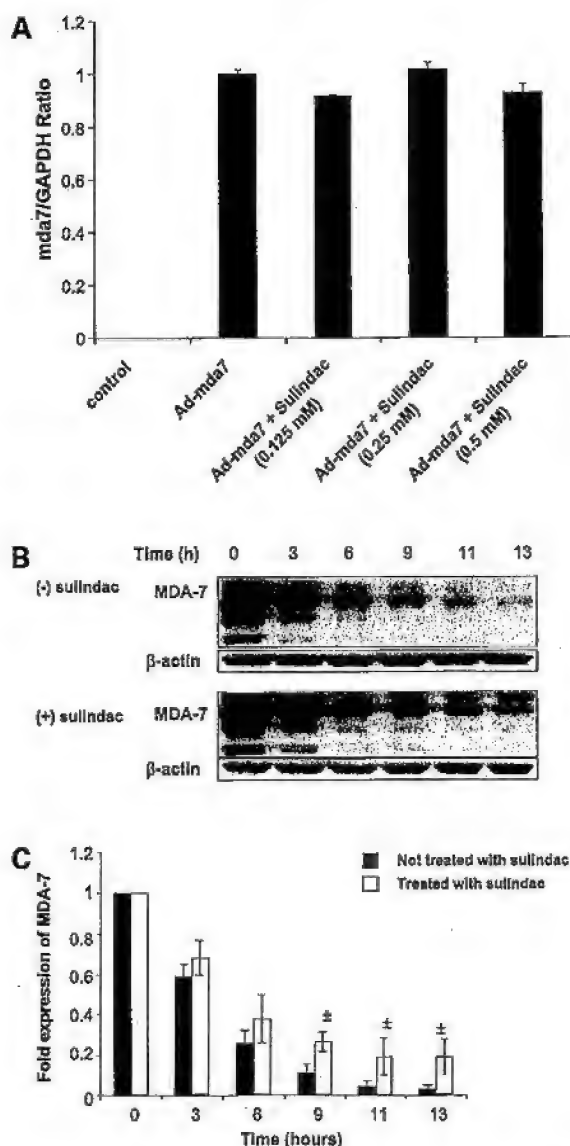 A
mda7/GAPDH Ratio
1.2
1
0.8
0.6
0.4
0.2
0
control
Ad-mda7
Ad-mda7 + Sulindac
(0.125 mM)
Ad-mda7 + Sulindac
(0.25 mM)
Ad-mda7 + Sulindac
(0.5 mM)
B
Time (h) 0 3 6 9 11 13
(-) sulindac MDA-7
β-actin
(+) sulindac MDA-7
β-actin
C
Fold expression of MDA-7
1.2
1
0.8
0.6
0.4
0.2
0
Not treated with sulindac
Treated with sulindac
± ± ±
0 3 6 9 11 13
Time (hours)